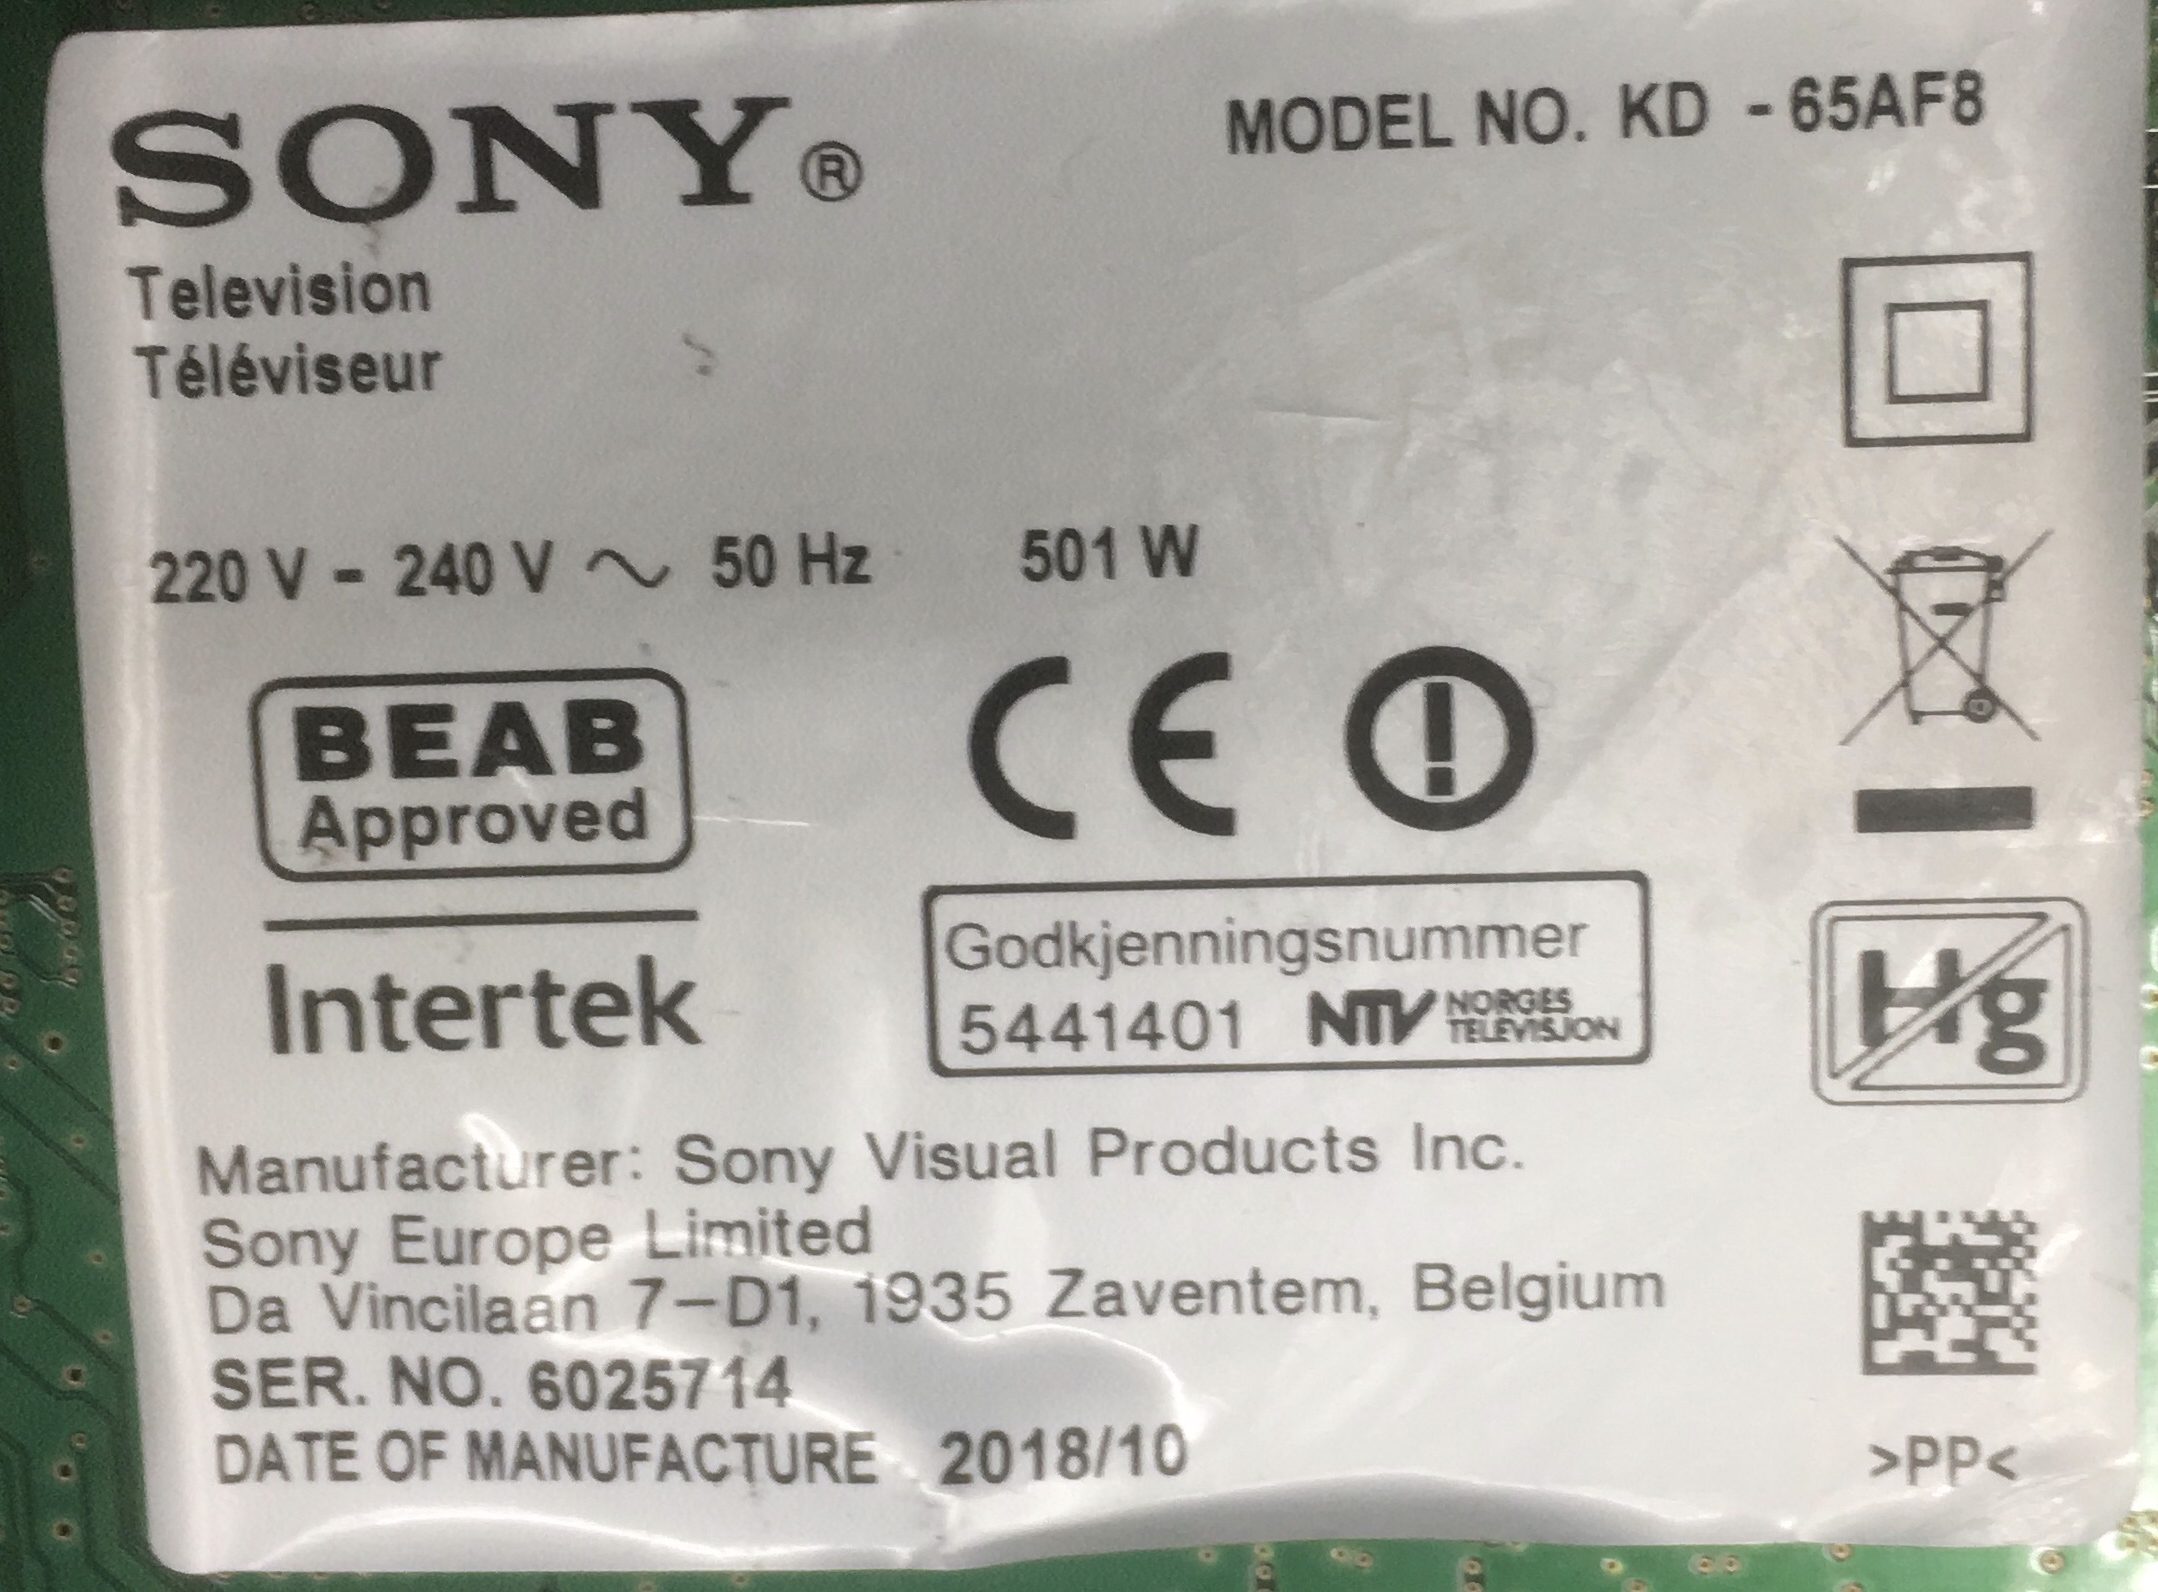 SONY®
MODEL NO. KD - 65AF8
Television
Téléviseur
220 V - 240 V ~ 50 Hz 501 W
BEAB
Approved
CE
Intertek
Godkjenningsnummer
5441401 NTV NORGES
TELEVISJON
Hg
Manufacturer: Sony Visual Products Inc.
Sony Europe Limited
Da Vincilaan 7-D1, 1935 Zaventem, Belgium
SER. NO. 6025714
DATE OF MANUFACTURE 2018/10
>PP<